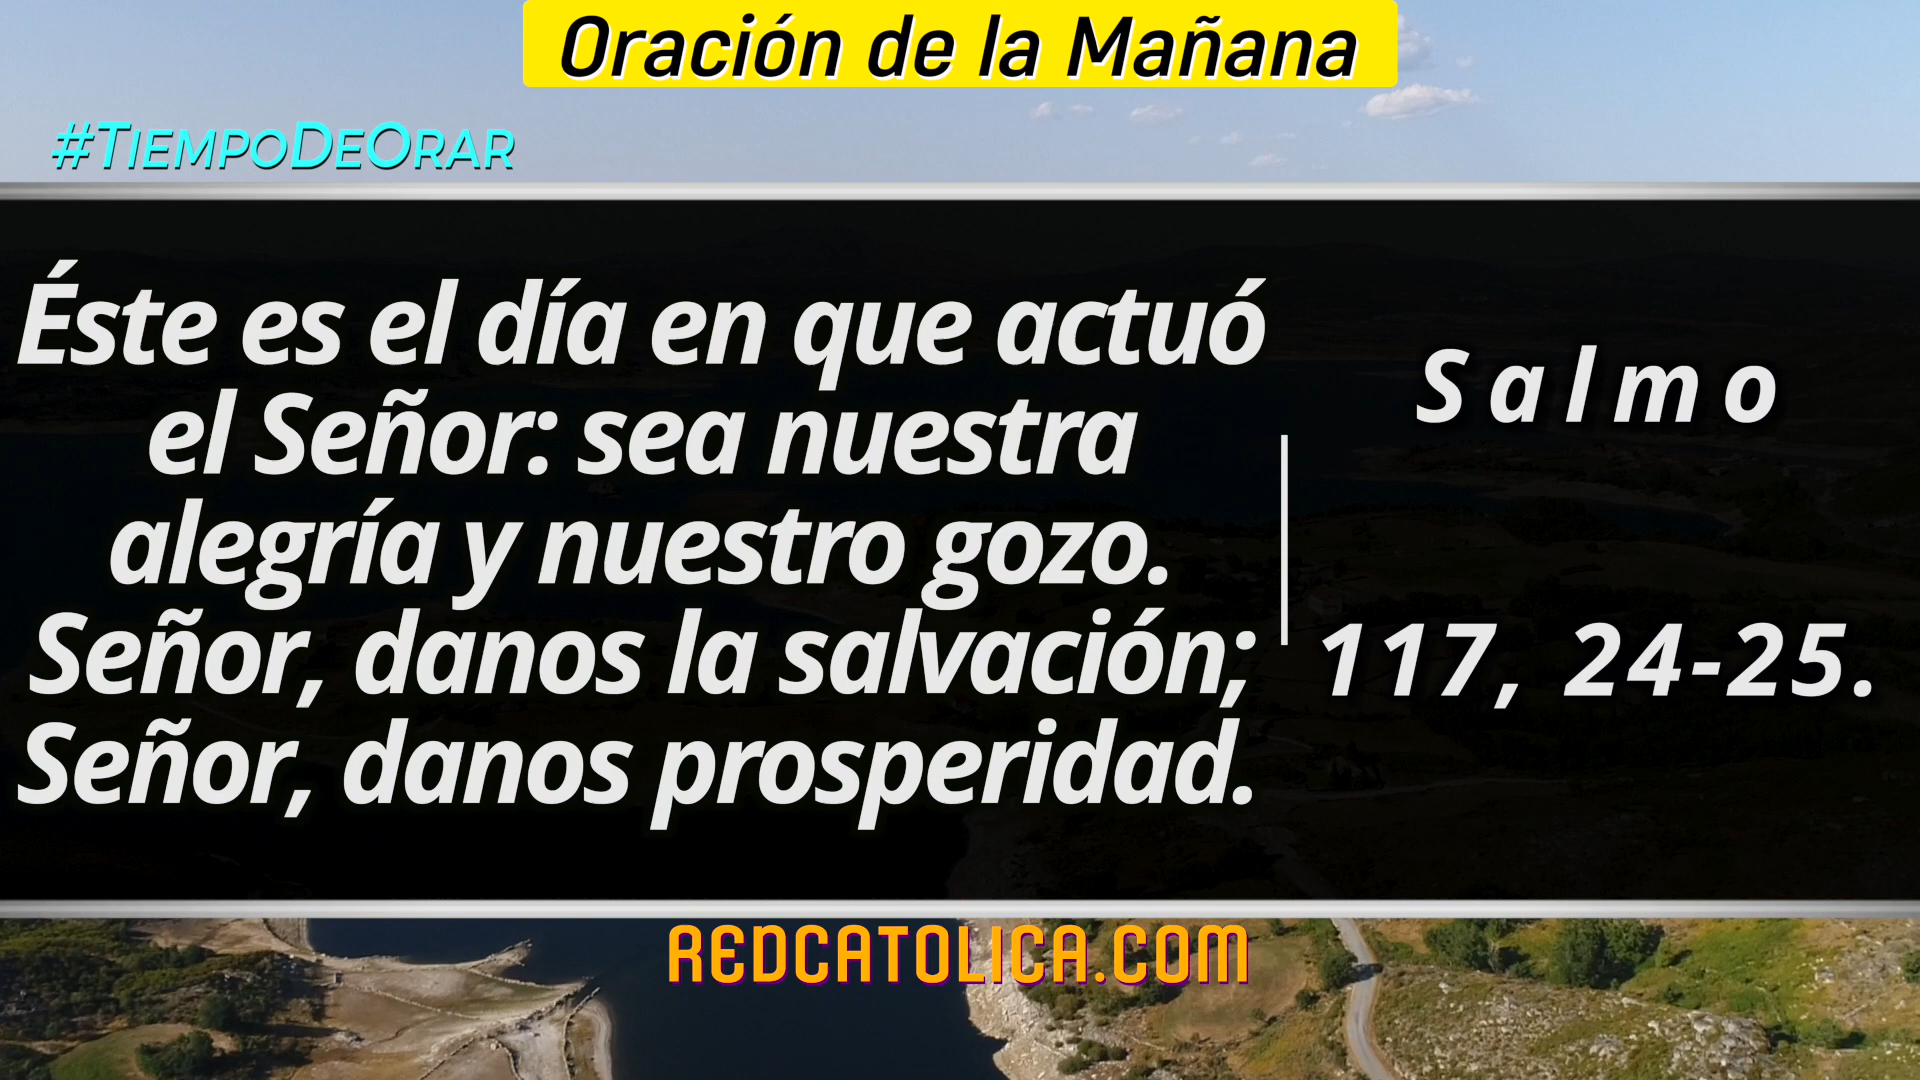 Oración de la Mañana
#TIEMPODEORAR
Éste es el día en que actuó
el Señor: sea nuestra
alegría y nuestro gozo.
Señor, danos la salvación;
Señor, danos prosperidad.
Salmo
117, 24-25.
REDCATOLICA.COM